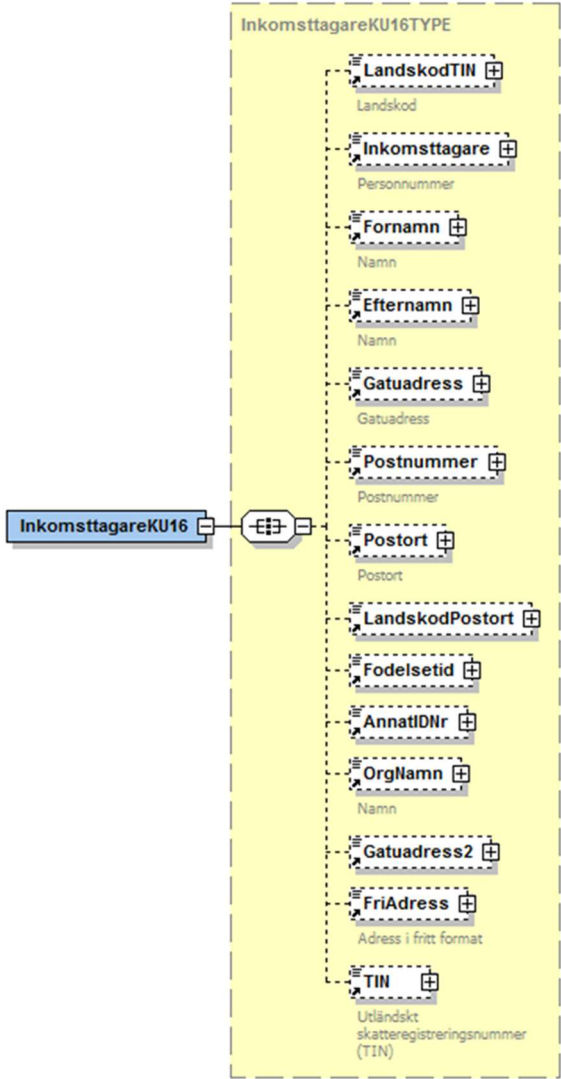 InkomsttagareKU16TYPE
LandskodTIN
Landskod
Inkomsttagare
Personnummer
Fornamn
Namn
Efternamn
Namn
Gatuadress
Gatuadress
Postnummer
Postnummer
InkomsttagareKU16
Postort
Postort
LandskodPostort
Fodelsetid
AnnatIDNr
OrgNamn
Namn
Gatuadress2
FriAdress
Adress i fritt format
TIN
Utländskt
skatteregistreringsnummer
(TIN)